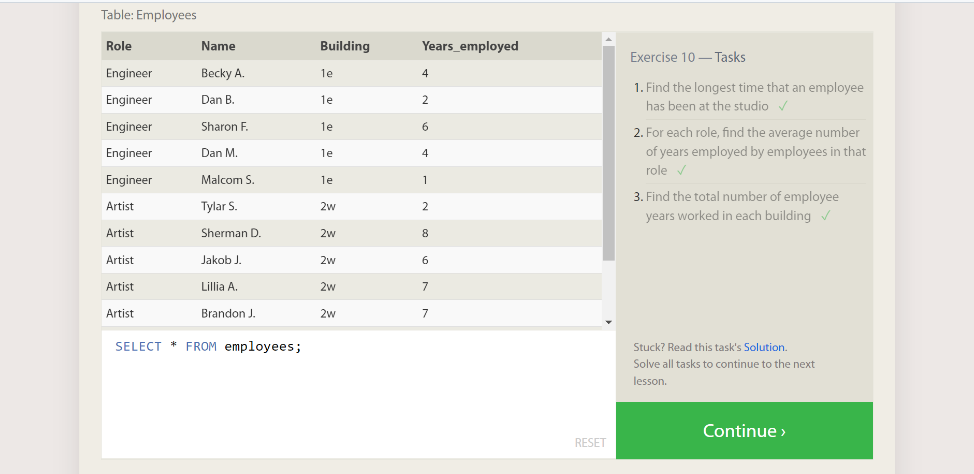 Table: Employees
Role Name Building Years_employed
Engineer Becky A. 1e 4
Engineer Dan B. 1e 2
Engineer Sharon F. 1e 6
Engineer Dan M. 1e 4
Engineer Malcom S. 1e 1
Artist Tylar S. 2w 2
Artist Sherman D. 2w 8
Artist Jakob J. 2w 6
Artist Lillia A. 2w 7
Artist Brandon J. 2w 7
SELECT * FROM employees;
RESET
Exercise 10 — Tasks
1. Find the longest time that an employee
has been at the studio ✓
2. For each role, find the average number
of years employed by employees in that
role ✓
3. Find the total number of employee
years worked in each building ✓
Stuck? Read this task's Solution.
Solve all tasks to continue to the next
lesson.
Continue ›